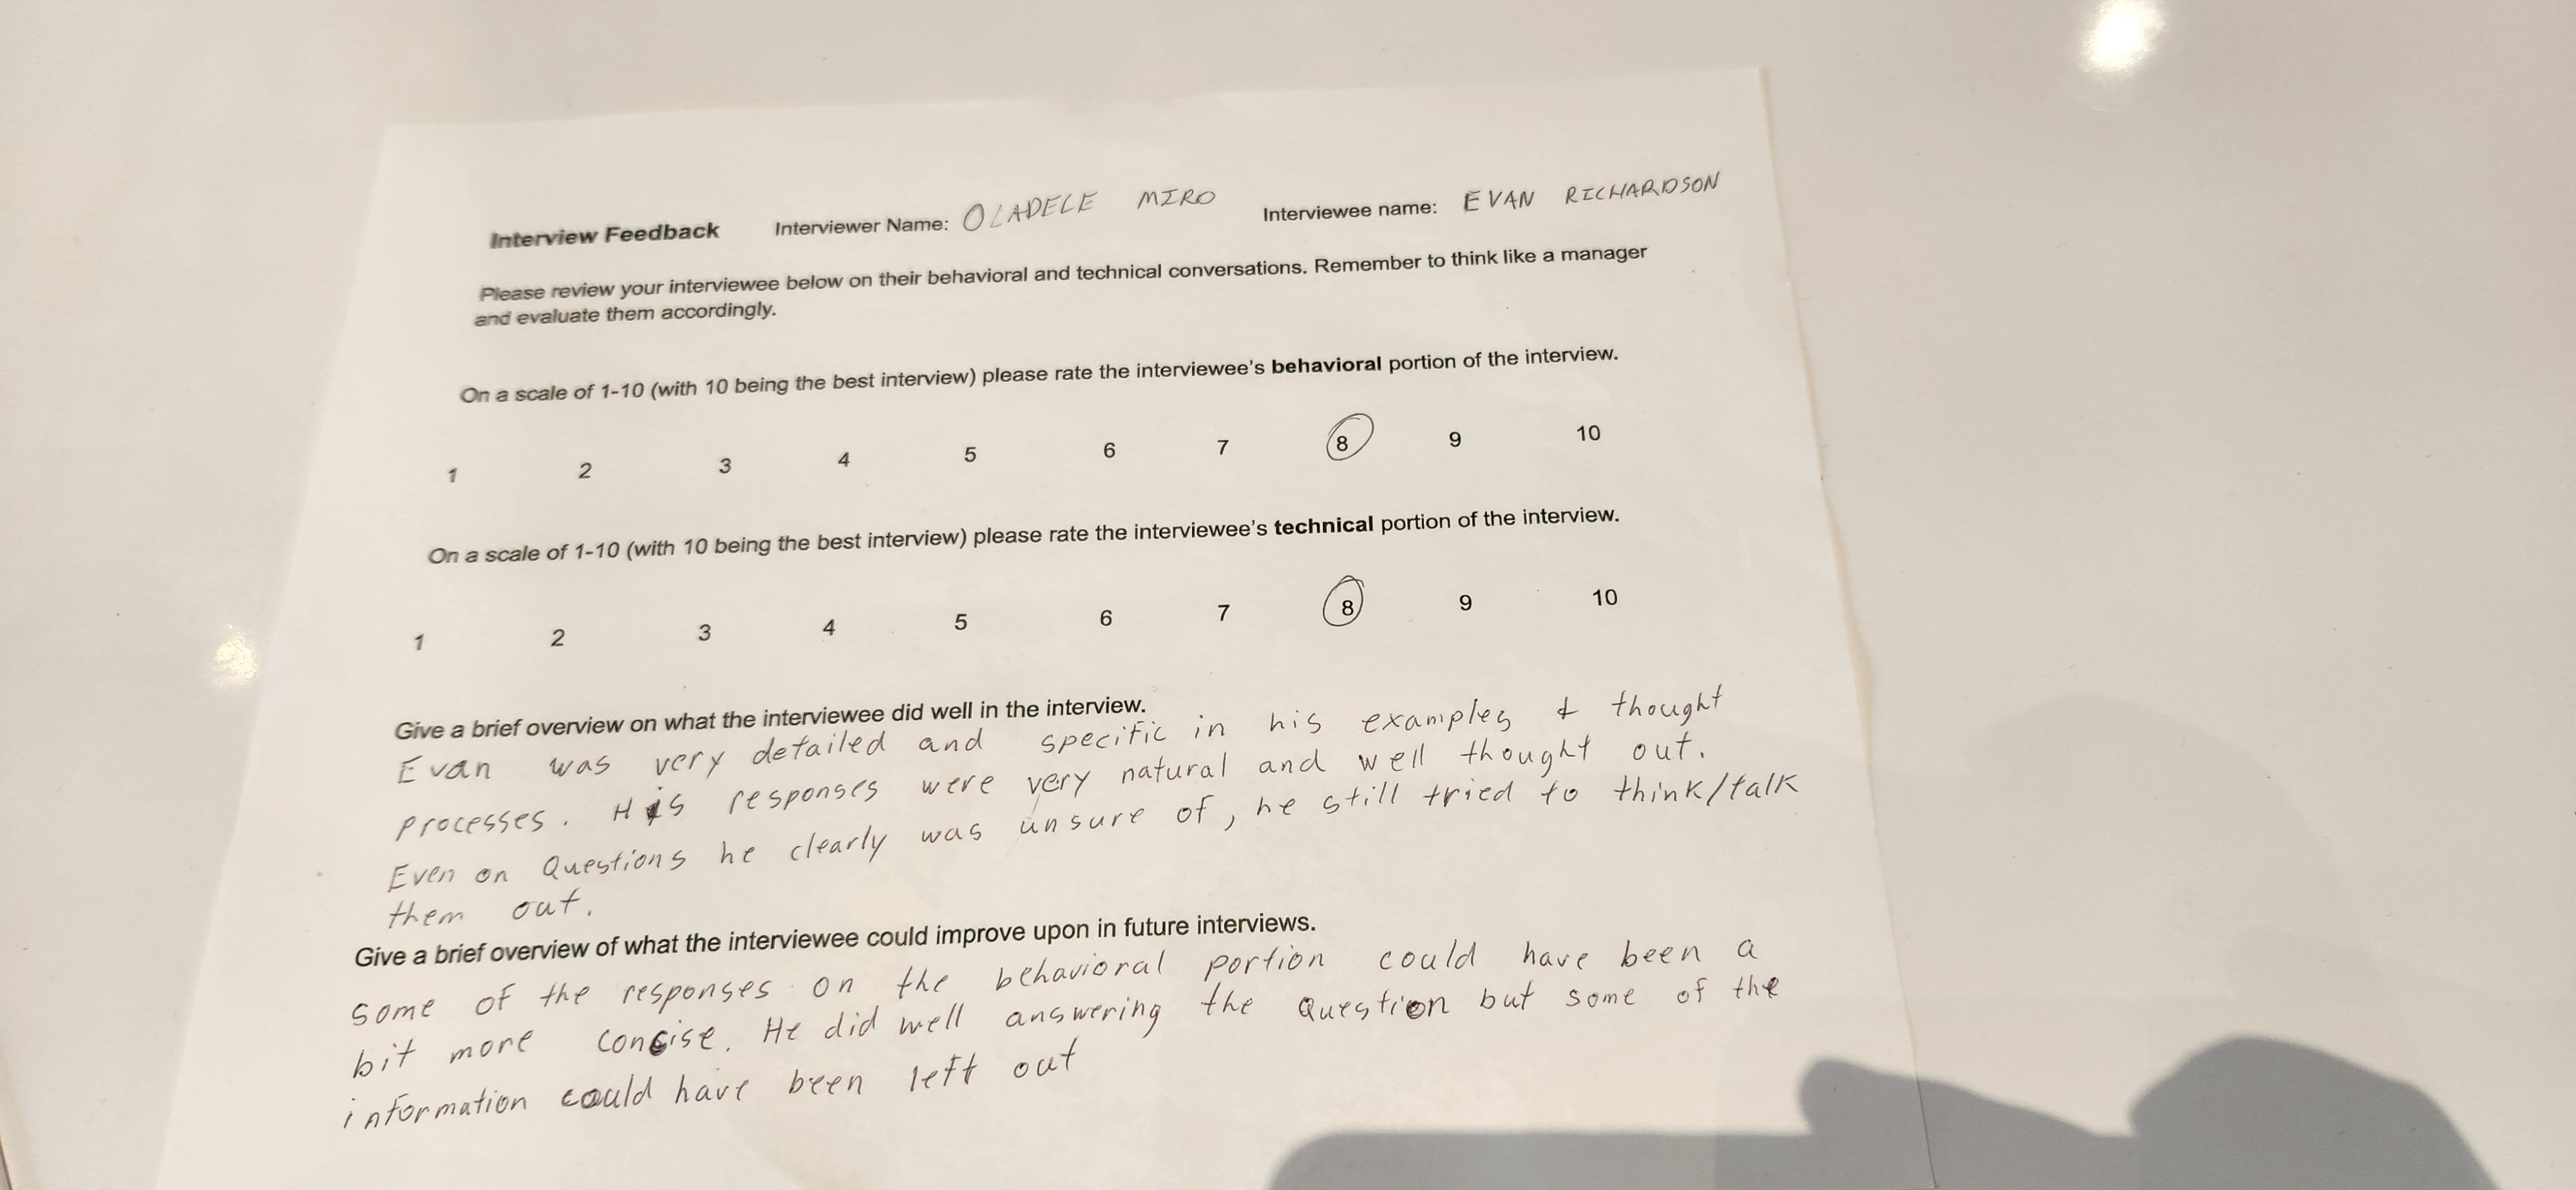 Interview Feedback Interviewer Name: OLADELE MIRO Interviewee name: EVAN RICHARDSON
Please review your interviewee below on their behavioral and technical conversations. Remember to think like a manager
and evaluate them accordingly.
On a scale of 1-10 (with 10 being the best interview) please rate the interviewee's behavioral portion of the interview.
1 2 3 4 5 6 7 8 9 10
On a scale of 1-10 (with 10 being the best interview) please rate the interviewee's technical portion of the interview.
1 2 3 4 5 6 7 8 9 10
Give a brief overview on what the interviewee did well in the interview.
Evan was very detailed and specific in his examples + thought
processes. His responses were very natural and well thought out.
Even on questions he clearly was unsure of, he still tried to think/talk
them out.
Give a brief overview of what the interviewee could improve upon in future interviews.
Some of the responses on the behavioral portion could have been a
bit more concise. He did well answering the question but some of the
information could have been left out